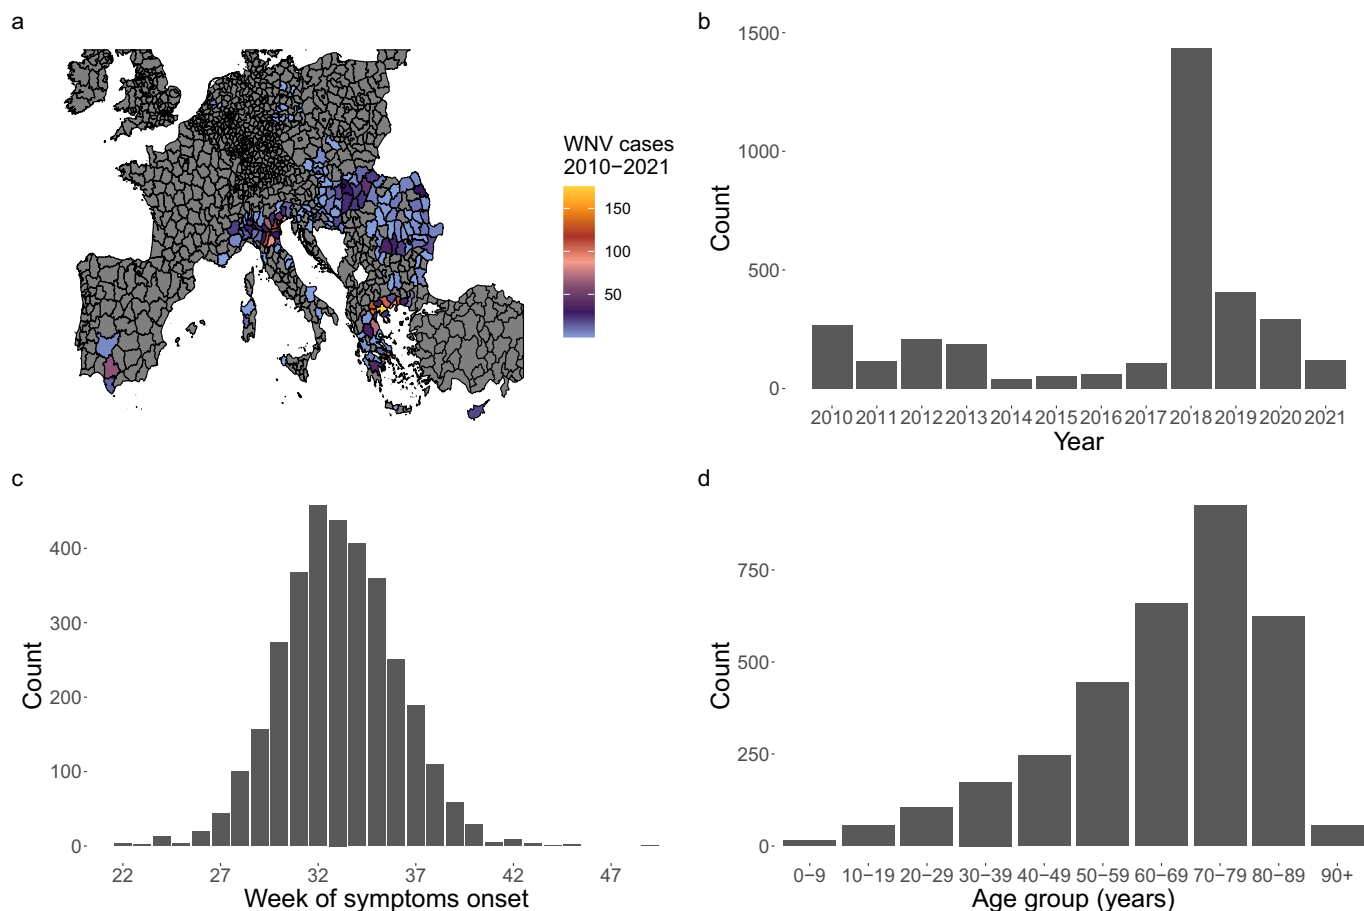 a
WNV cases
2010−2021
150
100
50
b
1500
1000
500
0
Count
2010 2011 2012 2013 2014 2015 2016 2017 2018 2019 2020 2021
Year
c
400
300
200
100
0
Count
22 27 32 37 42 47
Week of symptoms onset
d
750
500
250
0
Count
0−9 10−19 20−29 30−39 40−49 50−59 60−69 70−79 80−89 90+
Age group (years)